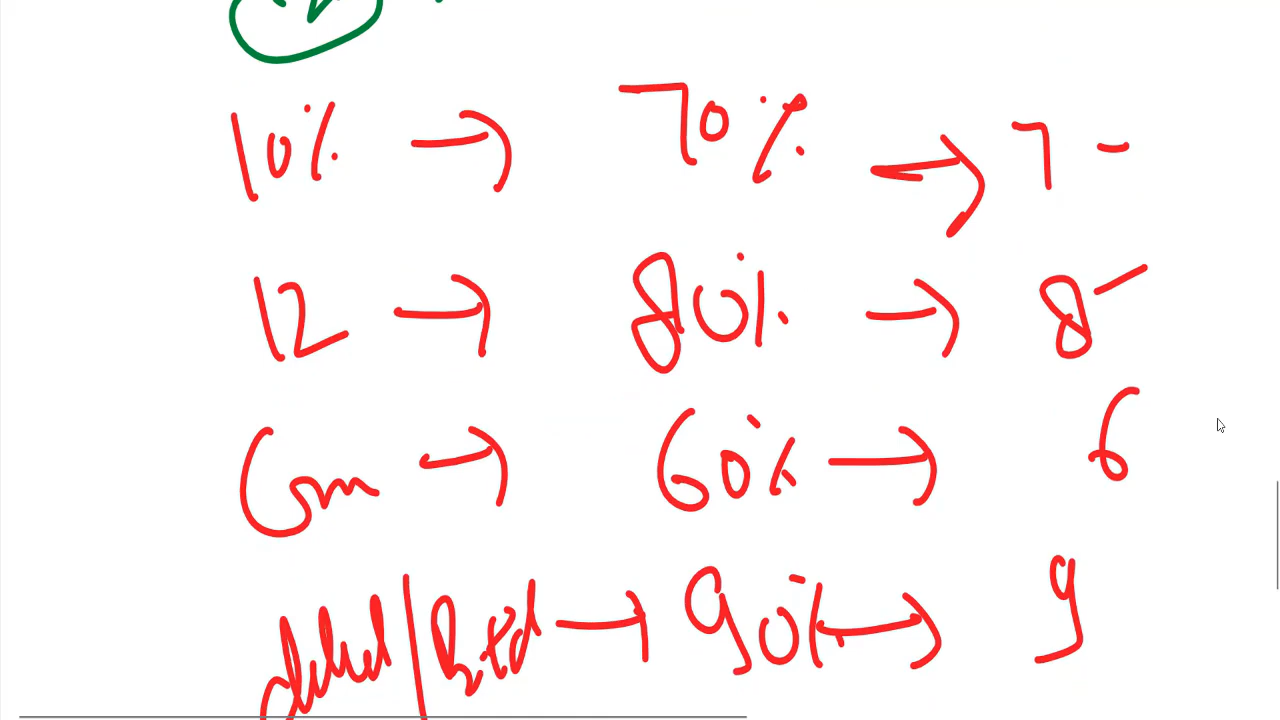 10% → 70% → 7 -
12 → 80% → 8 -
Gm → 60% → 6
/ → 90% → 9